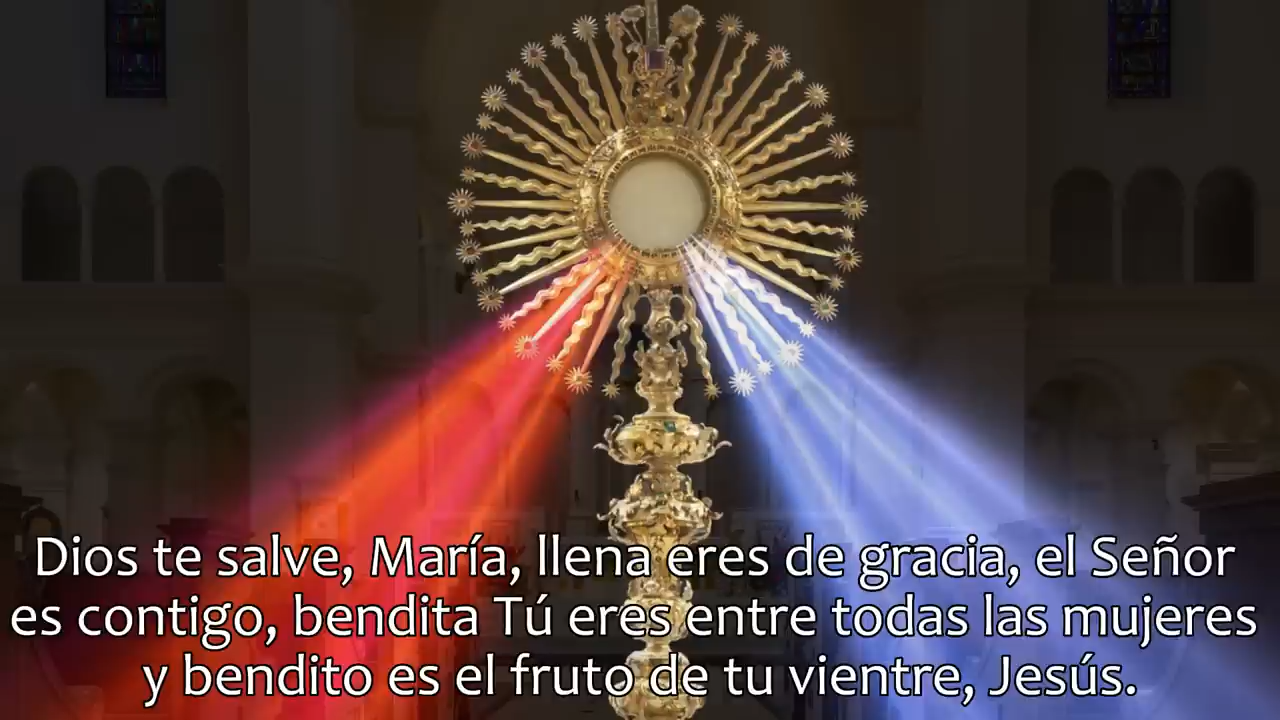 Dios te salve, María, llena eres de gracia, el Señor
es contigo, bendita Tú eres entre todas las mujeres
y bendito es el fruto de tu vientre, Jesús.